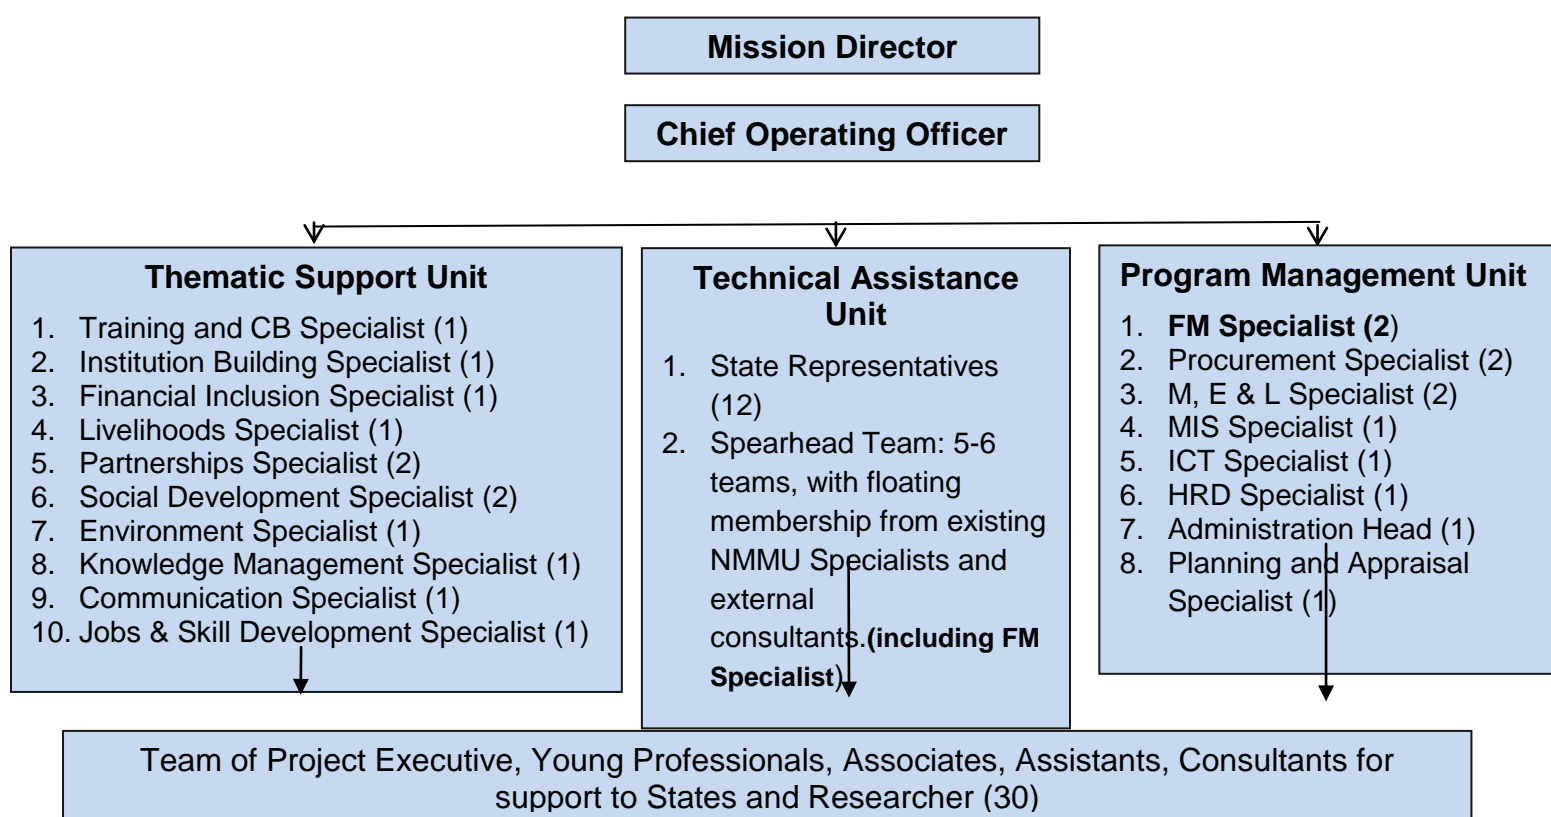 Mission Director
Chief Operating Officer
Thematic Support Unit
1. Training and CB Specialist (1)
2. Institution Building Specialist (1)
3. Financial Inclusion Specialist (1)
4. Livelihoods Specialist (1)
5. Partnerships Specialist (2)
6. Social Development Specialist (2)
7. Environment Specialist (1)
8. Knowledge Management Specialist (1)
9. Communication Specialist (1)
10. Jobs & Skill Development Specialist (1)
Technical Assistance
Unit
1. State Representatives
(12)
2. Spearhead Team: 5-6
teams, with floating
membership from existing
NMMU Specialists and
external
consultants.(including FM
Specialist)
Program Management Unit
1. FM Specialist (2)
2. Procurement Specialist (2)
3. M, E & L Specialist (2)
4. MIS Specialist (1)
5. ICT Specialist (1)
6. HRD Specialist (1)
7. Administration Head (1)
8. Planning and Appraisal
Specialist (1)
Team of Project Executive, Young Professionals, Associates, Assistants, Consultants for
support to States and Researcher (30)